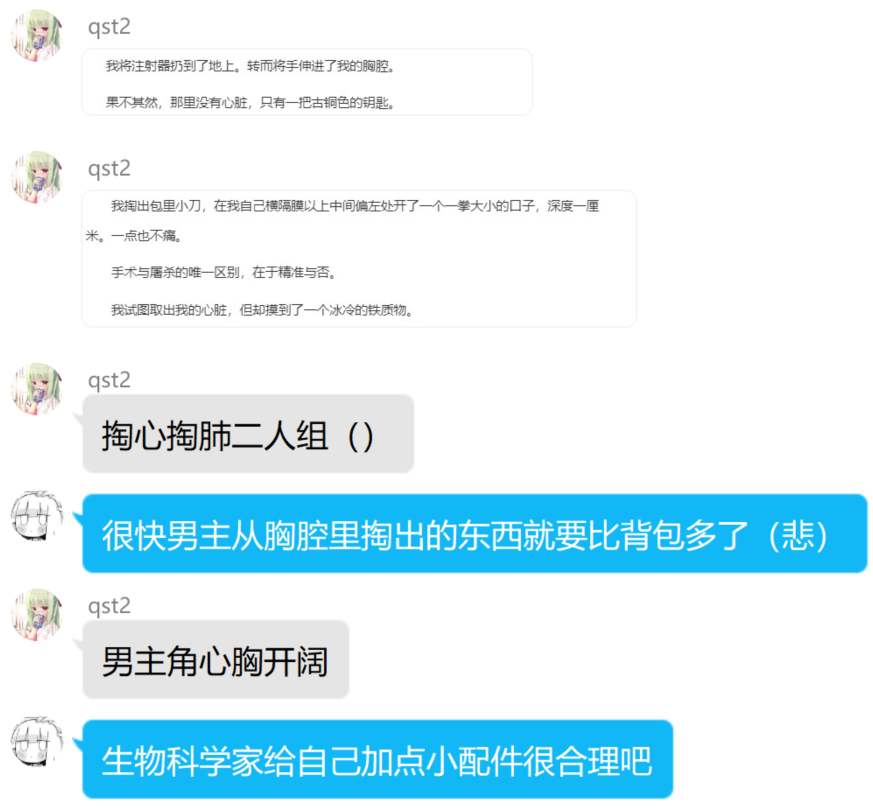 qst2
我将注射器扔到了地上。转而将手伸进了我的胸腔。
果不其然，那里没有心脏，只有一把古铜色的钥匙。
qst2
我掏出包里小刀，在我自己横隔膜以上中间偏左处开了一个一拳大小的口子，深度一厘
米。一点也不痛。
手术与屠杀的唯一区别，在于精准与否。
我试图取出我的心脏，但却摸到了一个冰冷的铁质物。
qst2
掏心掏肺二人组（）
很快男主从胸腔里掏出的东西就要比背包多了（悲）
qst2
男主角心胸开阔
生物科学家给自己加点小配件很合理吧